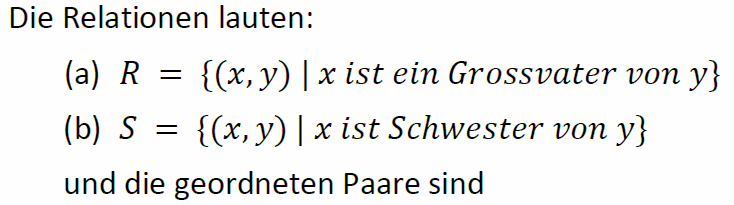 Die Relationen lauten:
(a) R = {(x, y) | x ist ein Grossvater von y}
(b) S = {(x, y) | x ist Schwester von y}
und die geordneten Paare sind